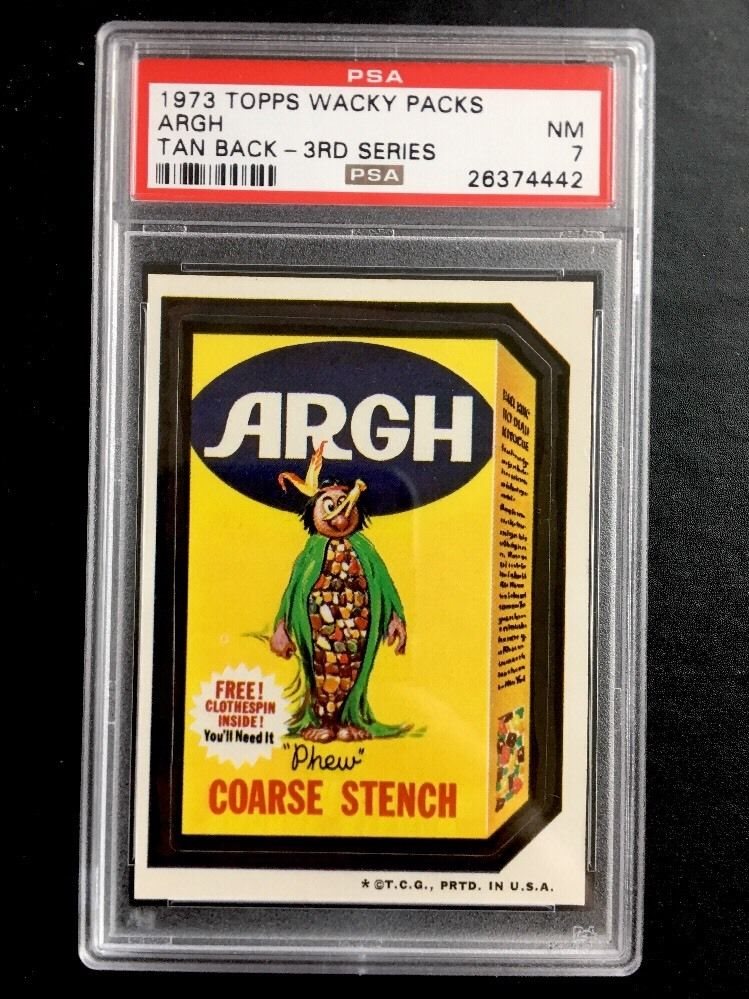 PSA
1973 TOPPS WACKY PACKS
ARGH NM
TAN BACK – 3RD SERIES 7
PSA 26374442
ARGH
FREE!
CLOTHESPIN
INSIDE!
You'll Need It
"Phew"
COARSE STENCH
* ©T.C.G., PRTD. IN U.S.A.